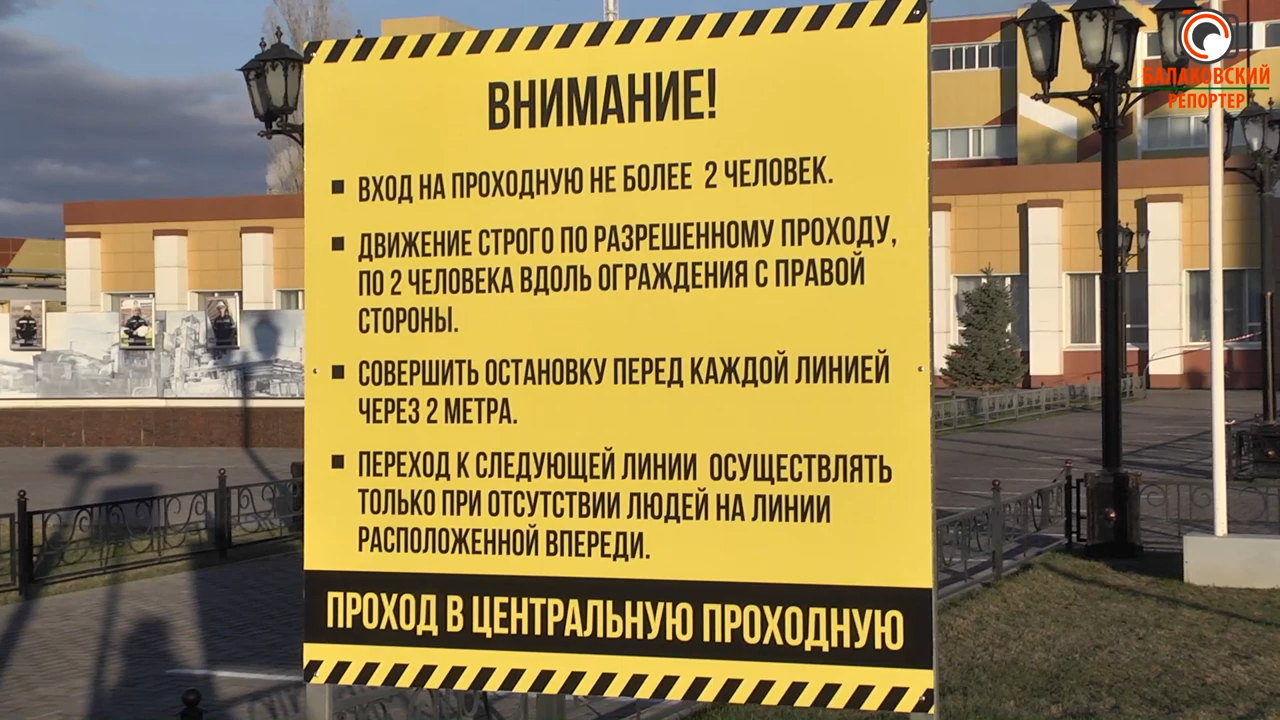 БАЛАКОВСКИЙ
РЕПОРТЕР
ВНИМАНИЕ!
▪ ВХОД НА ПРОХОДНУЮ НЕ БОЛЕЕ 2 ЧЕЛОВЕК.
▪ ДВИЖЕНИЕ СТРОГО ПО РАЗРЕШЕННОМУ ПРОХОДУ,
ПО 2 ЧЕЛОВЕКА ВДОЛЬ ОГРАЖДЕНИЯ С ПРАВОЙ
СТОРОНЫ.
▪ СОВЕРШИТЬ ОСТАНОВКУ ПЕРЕД КАЖДОЙ ЛИНИЕЙ
ЧЕРЕЗ 2 МЕТРА.
▪ ПЕРЕХОД К СЛЕДУЮЩЕЙ ЛИНИИ ОСУЩЕСТВЛЯТЬ
ТОЛЬКО ПРИ ОТСУТСТВИИ ЛЮДЕЙ НА ЛИНИИ
РАСПОЛОЖЕННОЙ ВПЕРЕДИ.
ПРОХОД В ЦЕНТРАЛЬНУЮ ПРОХОДНУЮ